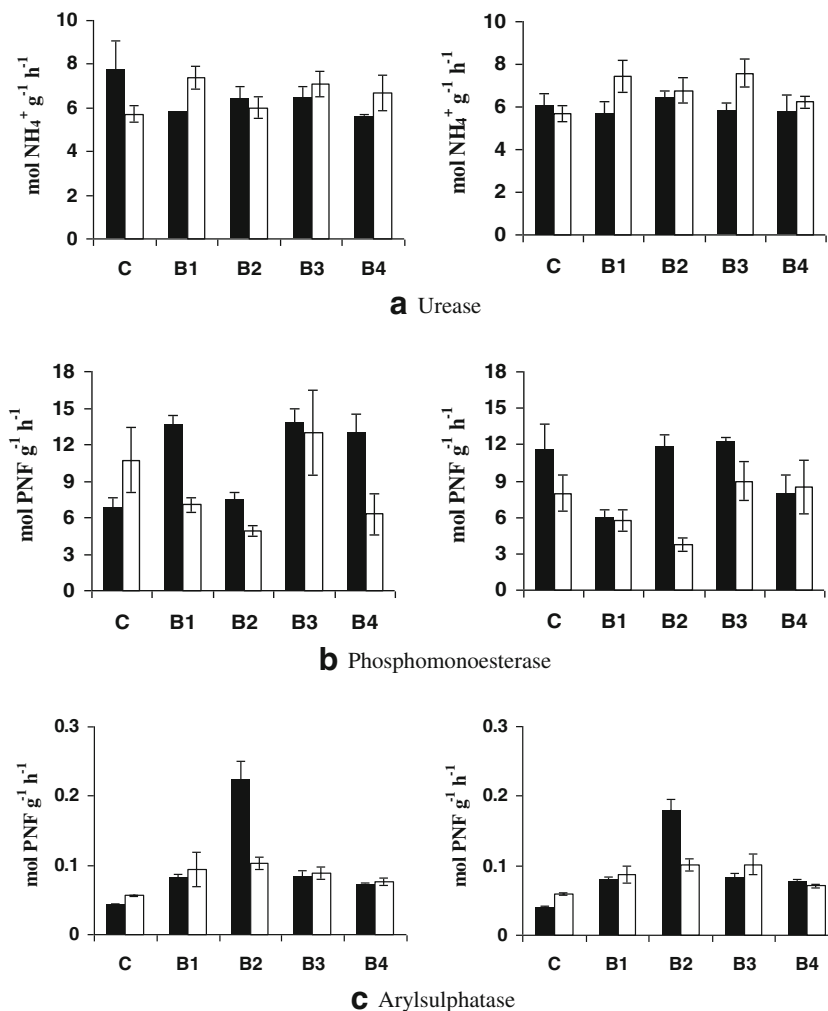 10
8
6
4
2
0
mol NH₄⁺ g⁻¹ h⁻¹
C B1 B2 B3 B4
10
8
6
4
2
0
mol NH₄⁺ g⁻¹ h⁻¹
C B1 B2 B3 B4
a Urease
18
15
12
9
6
3
0
mol PNF g⁻¹ h⁻¹
C B1 B2 B3 B4
18
15
12
9
6
3
0
mol PNF g⁻¹ h⁻¹
C B1 B2 B3 B4
b Phosphomonoesterase
0.3
0.2
0.1
0
mol PNF g⁻¹ h⁻¹
C B1 B2 B3 B4
0.3
0.2
0.1
0
mol PNF g⁻¹ h⁻¹
C B1 B2 B3 B4
c Arylsulphatase